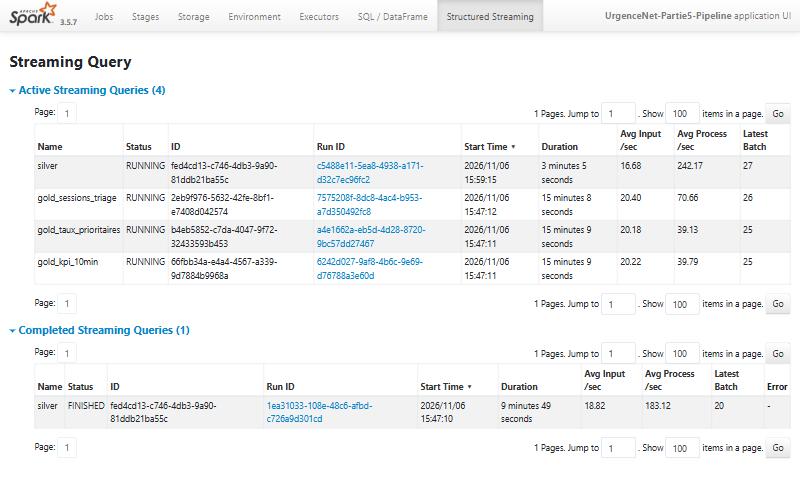 APACHE Spark 3.5.7 Jobs Stages Storage Environment Executors SQL / DataFrame Structured Streaming UrgenceNet-Partie5-Pipeline application UI
Streaming Query
Active Streaming Queries (4)
Page: 1 1 Pages. Jump to 1 . Show 100 items in a page. Go
Name Status ID Run ID Start Time Duration Avg Input /sec Avg Process /sec Latest Batch
silver RUNNING fed4cd13-c746-4db3-9a90-81ddb21ba55c c5488e11-5ea8-4938-a171-d32c7ec96fc2 2026/11/06 15:59:15 3 minutes 5 seconds 16.68 242.17 27
gold_sessions_triage RUNNING 2eb9f976-5632-42fe-8bf1-e7408d042574 7575208f-8dc8-4ac4-b953-a7d350492fc8 2026/11/06 15:47:12 15 minutes 8 seconds 20.40 70.66 26
gold_taux_prioritaires RUNNING b4eb5852-c7da-4047-9f72-32433593b453 a4e1662a-eb5d-4d28-8720-9bc57dd27467 2026/11/06 15:47:11 15 minutes 9 seconds 20.18 39.13 25
gold_kpi_10min RUNNING 66fbb34a-e4a4-4567-a339-9d7884b9968a 6242d027-9af8-4b6c-9e69-d76788a3e60d 2026/11/06 15:47:11 15 minutes 9 seconds 20.22 39.79 25
Page: 1 1 Pages. Jump to 1 . Show 100 items in a page. Go
Completed Streaming Queries (1)
Page: 1 1 Pages. Jump to 1 . Show 100 items in a page. Go
Name Status ID Run ID Start Time Duration Avg Input /sec Avg Process /sec Latest Batch Error
silver FINISHED fed4cd13-c746-4db3-9a90-81ddb21ba55c 1ea31033-108e-48c6-afbd-c726a9d301cd 2026/11/06 15:47:10 9 minutes 49 seconds 18.82 183.12 20 -
Page: 1 1 Pages. Jump to 1 . Show 100 items in a page. Go